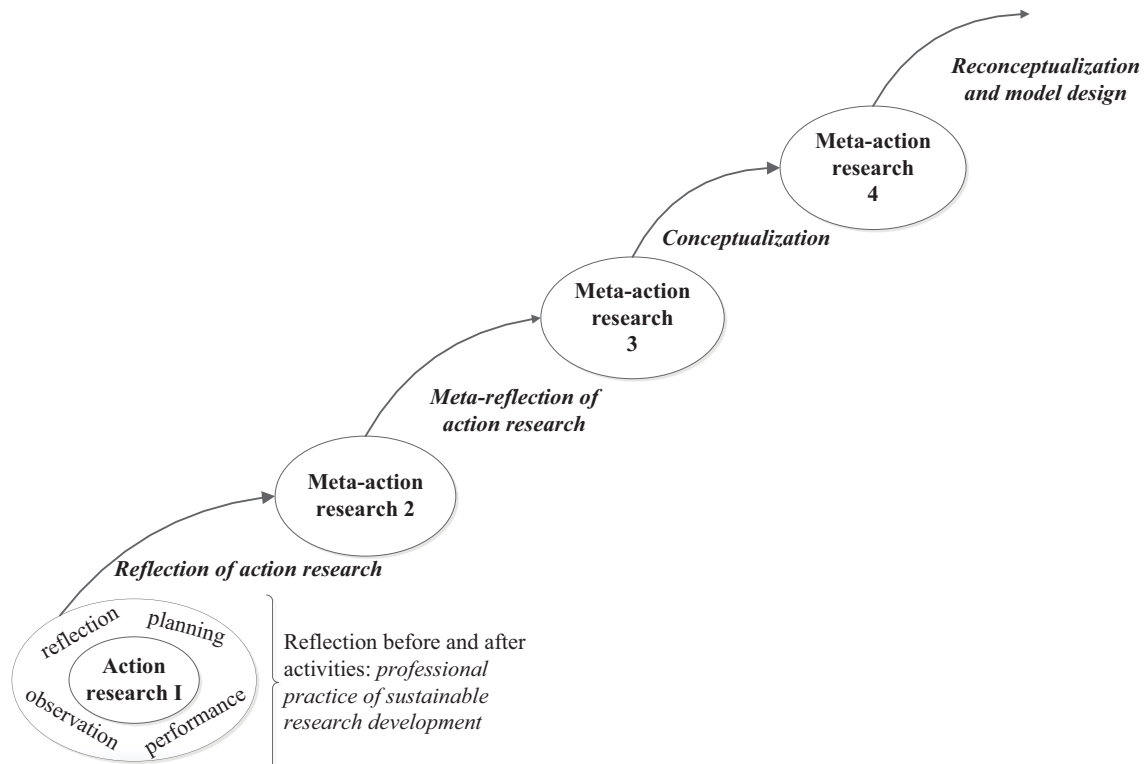 Reconceptualization
and model design
Meta-action
research
4
Conceptualization
Meta-action
research
3
Meta-reflection of
action research
Meta-action
research 2
Reflection of action research
reflection
planning
Action
research I
observation
performance
Reflection before and after
activities: professional
practice of sustainable
research development